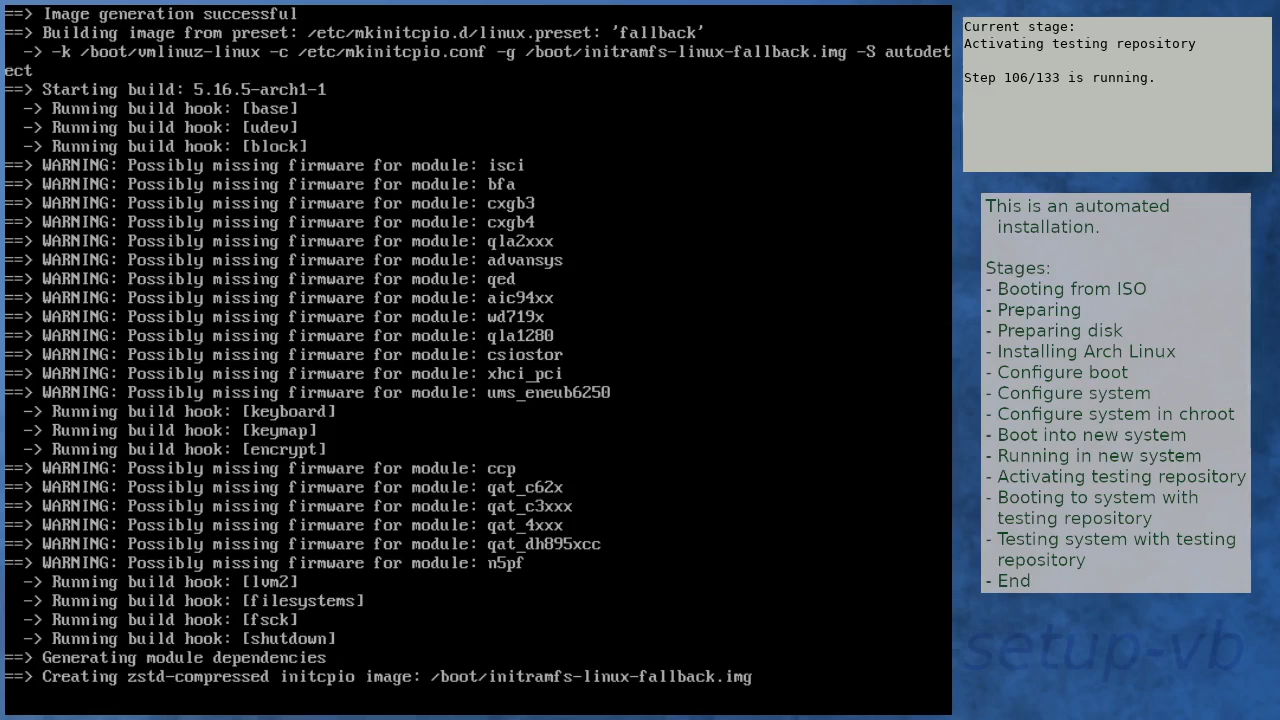 ==> Image generation successful
==> Building image from preset: /etc/mkinitcpio.d/linux.preset: 'fallback'
  -> -k /boot/vmlinuz-linux -c /etc/mkinitcpio.conf -g /boot/initramfs-linux-fallback.img -S autodet
ect
==> Starting build: 5.16.5-arch1-1
  -> Running build hook: [base]
  -> Running build hook: [udev]
  -> Running build hook: [block]
==> WARNING: Possibly missing firmware for module: isci
==> WARNING: Possibly missing firmware for module: bfa
==> WARNING: Possibly missing firmware for module: cxgb3
==> WARNING: Possibly missing firmware for module: cxgb4
==> WARNING: Possibly missing firmware for module: qla2xxx
==> WARNING: Possibly missing firmware for module: advansys
==> WARNING: Possibly missing firmware for module: qed
==> WARNING: Possibly missing firmware for module: aic94xx
==> WARNING: Possibly missing firmware for module: wd719x
==> WARNING: Possibly missing firmware for module: qla1280
==> WARNING: Possibly missing firmware for module: csiostor
==> WARNING: Possibly missing firmware for module: xhci_pci
==> WARNING: Possibly missing firmware for module: ums_eneub6250
  -> Running build hook: [keyboard]
  -> Running build hook: [keymap]
  -> Running build hook: [encrypt]
==> WARNING: Possibly missing firmware for module: ccp
==> WARNING: Possibly missing firmware for module: qat_c62x
==> WARNING: Possibly missing firmware for module: qat_c3xxx
==> WARNING: Possibly missing firmware for module: qat_4xxx
==> WARNING: Possibly missing firmware for module: qat_dh895xcc
==> WARNING: Possibly missing firmware for module: n5pf
  -> Running build hook: [lvm2]
  -> Running build hook: [filesystems]
  -> Running build hook: [fsck]
  -> Running build hook: [shutdown]
==> Generating module dependencies
==> Creating zstd-compressed initcpio image: /boot/initramfs-linux-fallback.img
Current stage:
Activating testing repository
Step 106/133 is running.
This is an automated
installation.
Stages:
- Booting from ISO
- Preparing
- Preparing disk
- Installing Arch Linux
- Configure boot
- Configure system
- Configure system in chroot
- Boot into new system
- Running in new system
- Activating testing repository
- Booting to system with
testing repository
- Testing system with testing
repository
- End
setup-vb